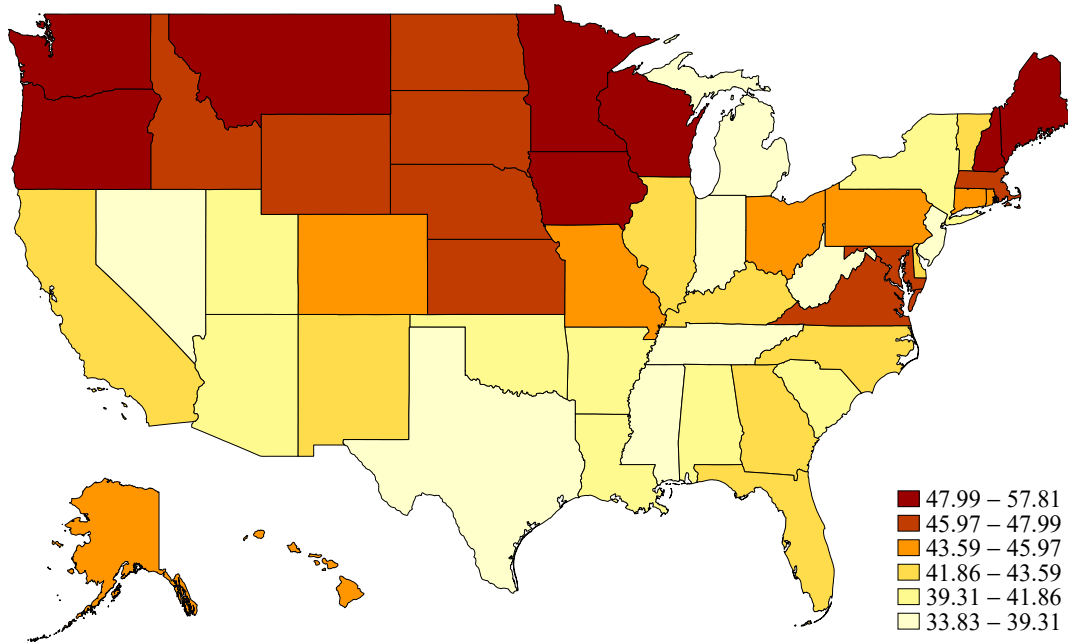 47.99 – 57.81
45.97 – 47.99
43.59 – 45.97
41.86 – 43.59
39.31 – 41.86
33.83 – 39.31